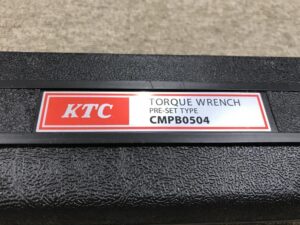 KTC
TORQUE WRENCH
PRE-SET TYPE
CMPB0504